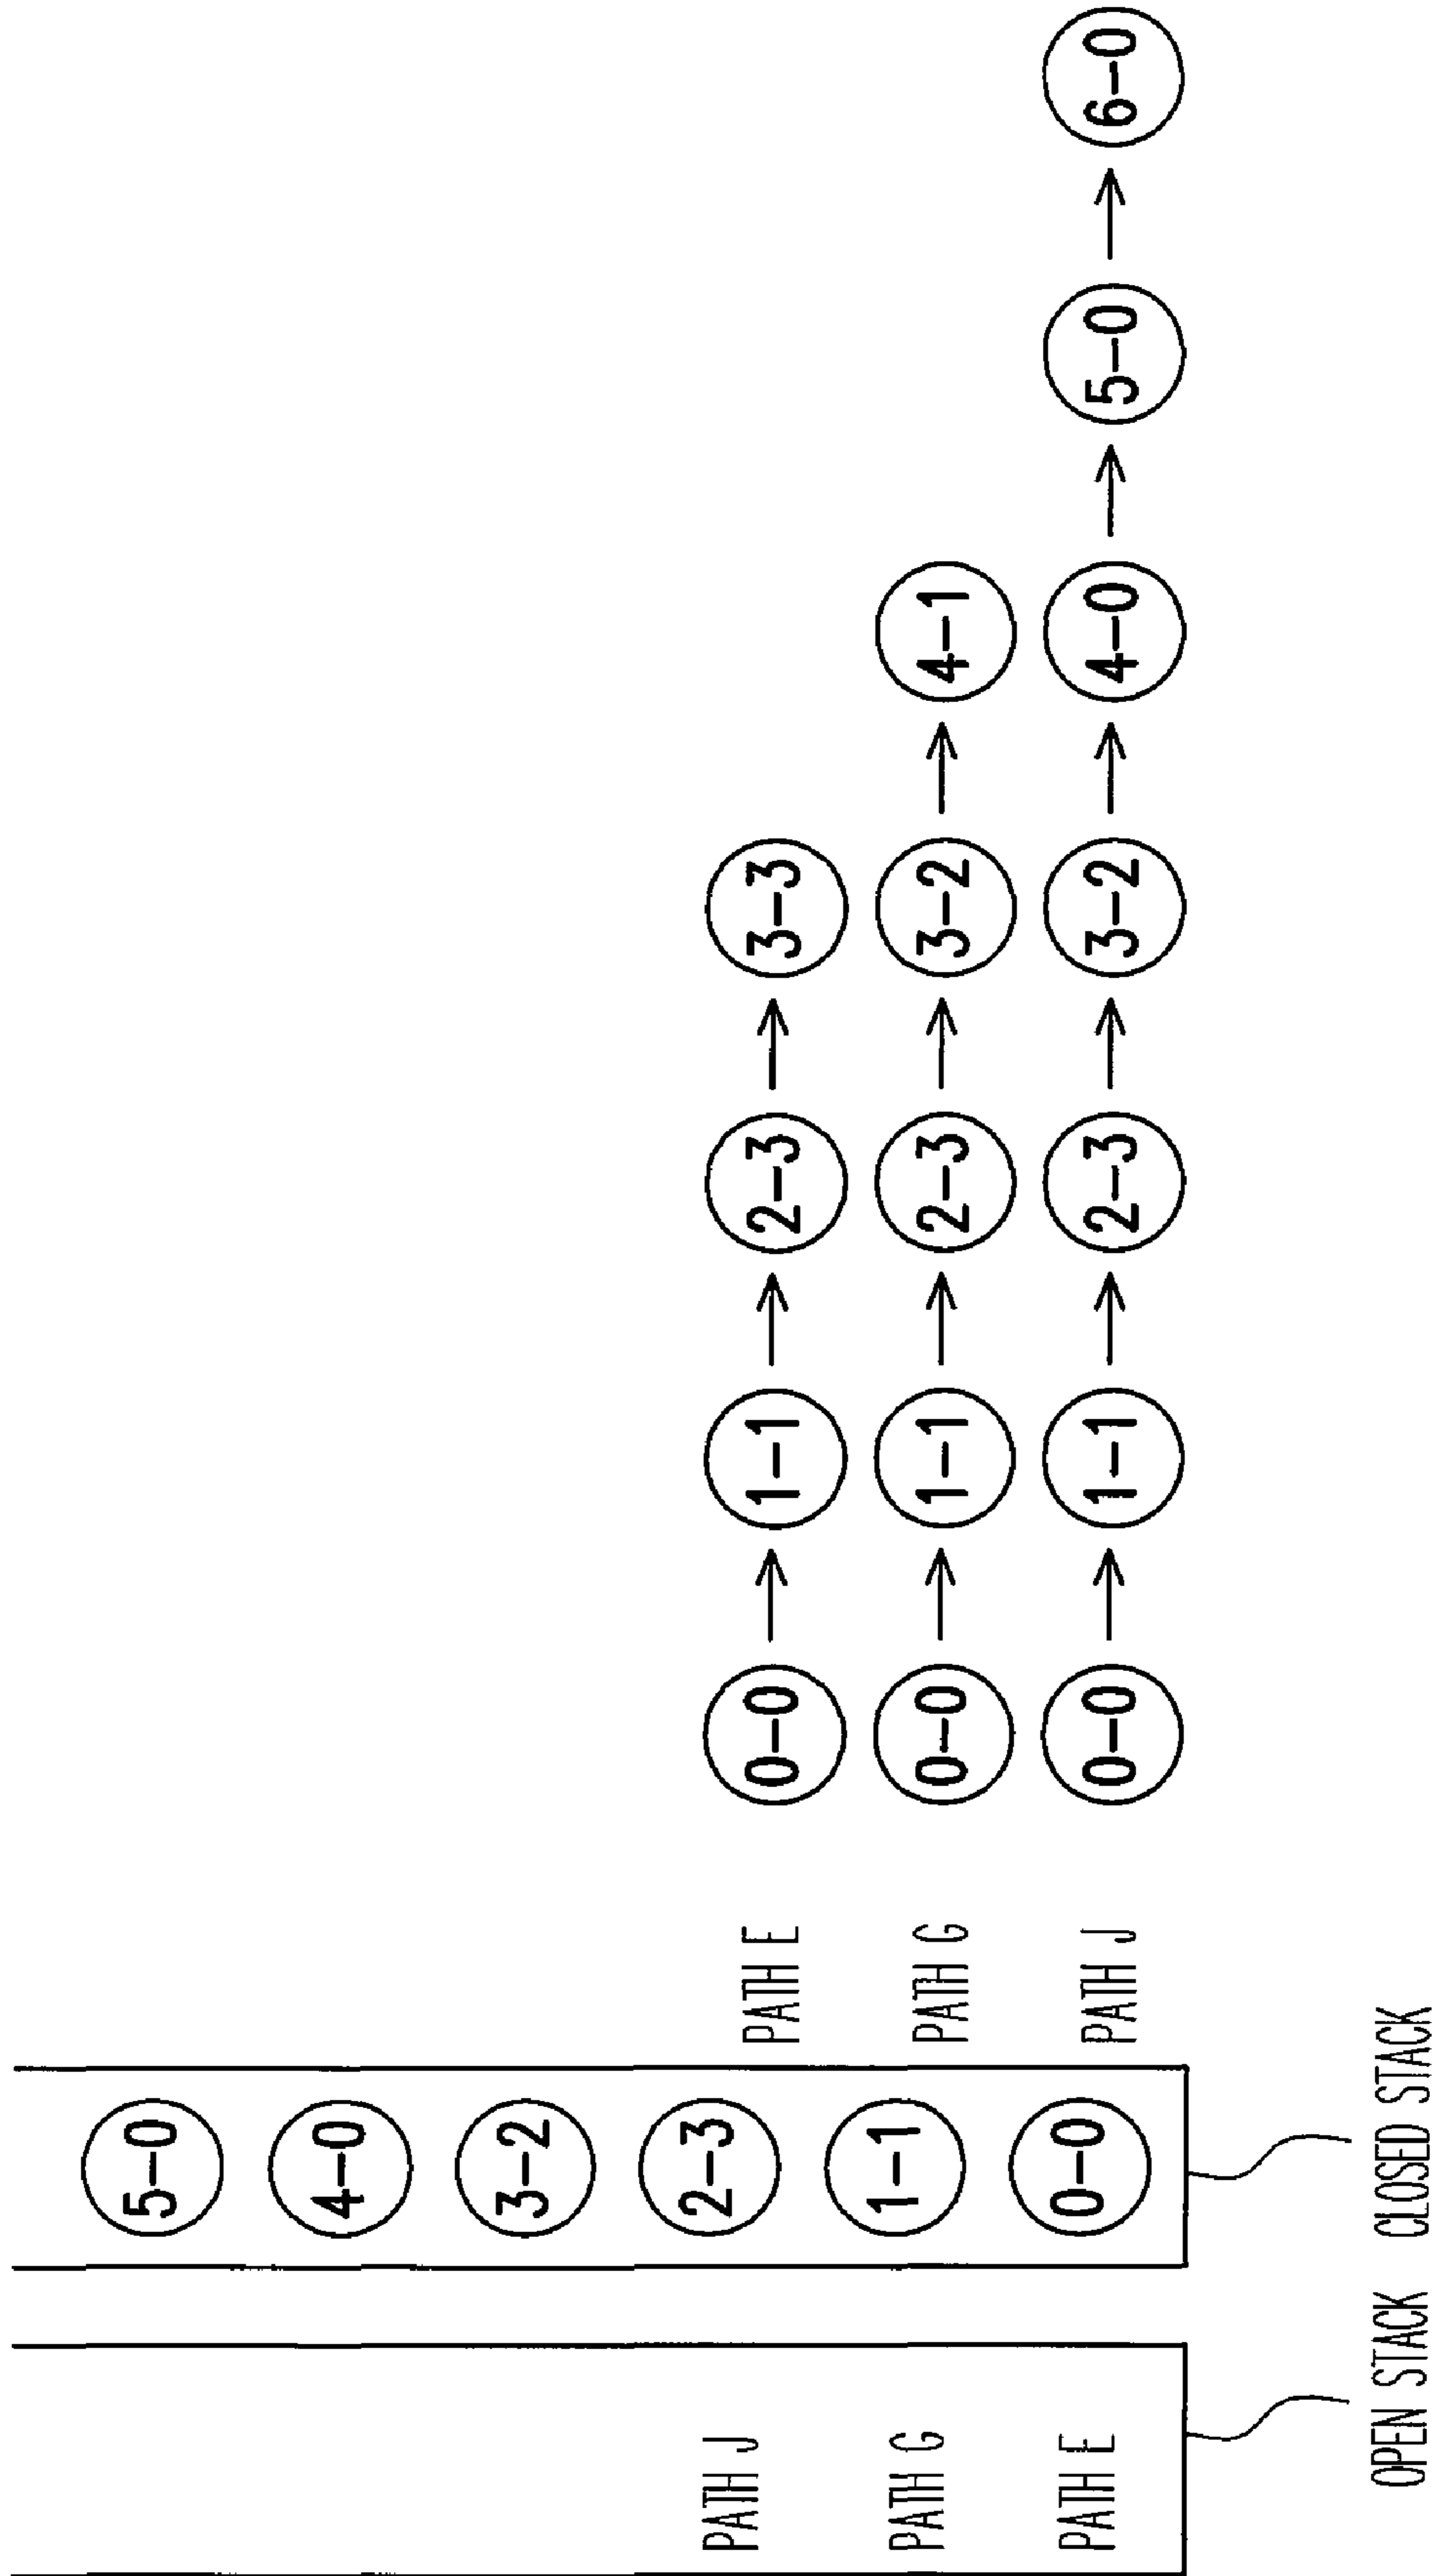 PATH J
PATH G
PATH E
OPEN STACK
5-0
4-0
3-2
2-3
1-1
0-0
CLOSED STACK
PATH E 0-0 1-1 2-3 3-3
PATH G 0-0 1-1 2-3 3-2 4-1
PATH J 0-0 1-1 2-3 3-2 4-0 5-0 6-0